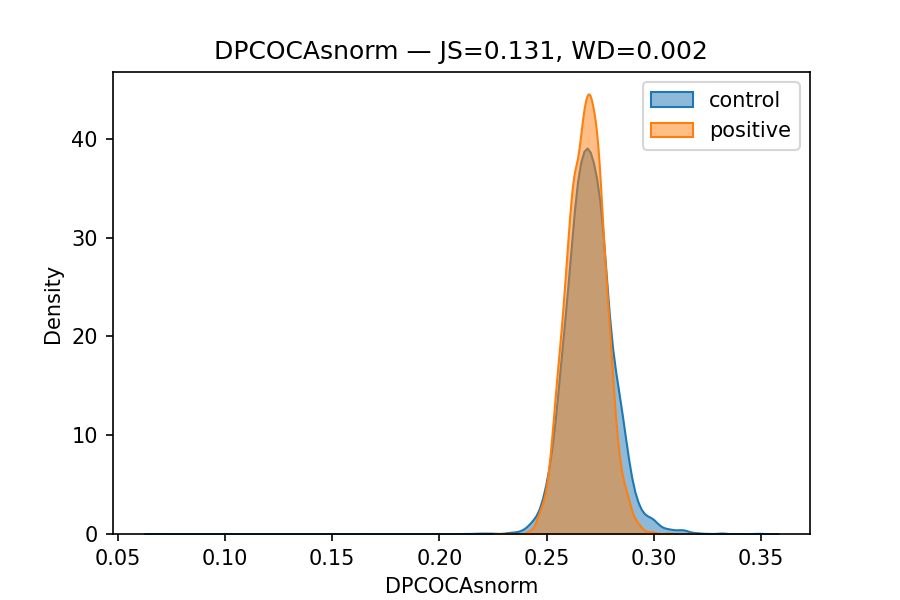 DPCOCAsnorm — JS=0.131, WD=0.002
control
positive
Density
40
30
20
10
0
0.05 0.10 0.15 0.20 0.25 0.30 0.35
DPCOCAsnorm